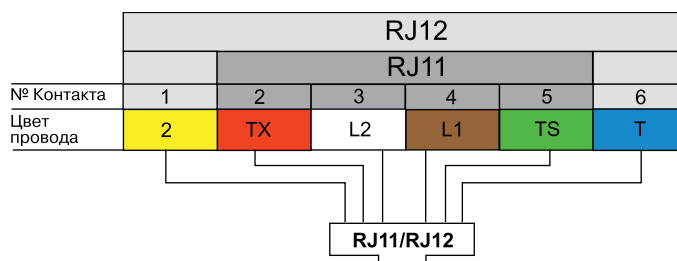 RJ12
RJ11
№ Контакта 1 2 3 4 5 6
Цвет
провода
2 TX L2 L1 TS T
RJ11/RJ12